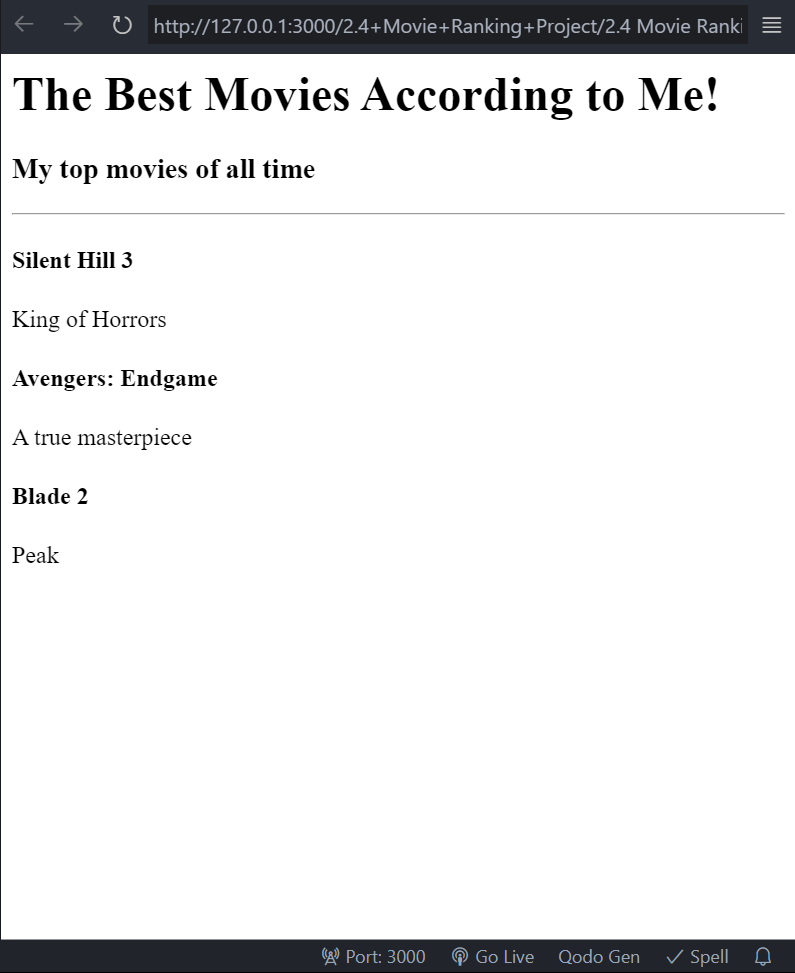 http://127.0.0.1:3000/2.4+Movie+Ranking+Project/2.4 Movie Ranki
The Best Movies According to Me!
My top movies of all time
Silent Hill 3
King of Horrors
Avengers: Endgame
A true masterpiece
Blade 2
Peak
Port: 3000 Go Live Qodo Gen Spell